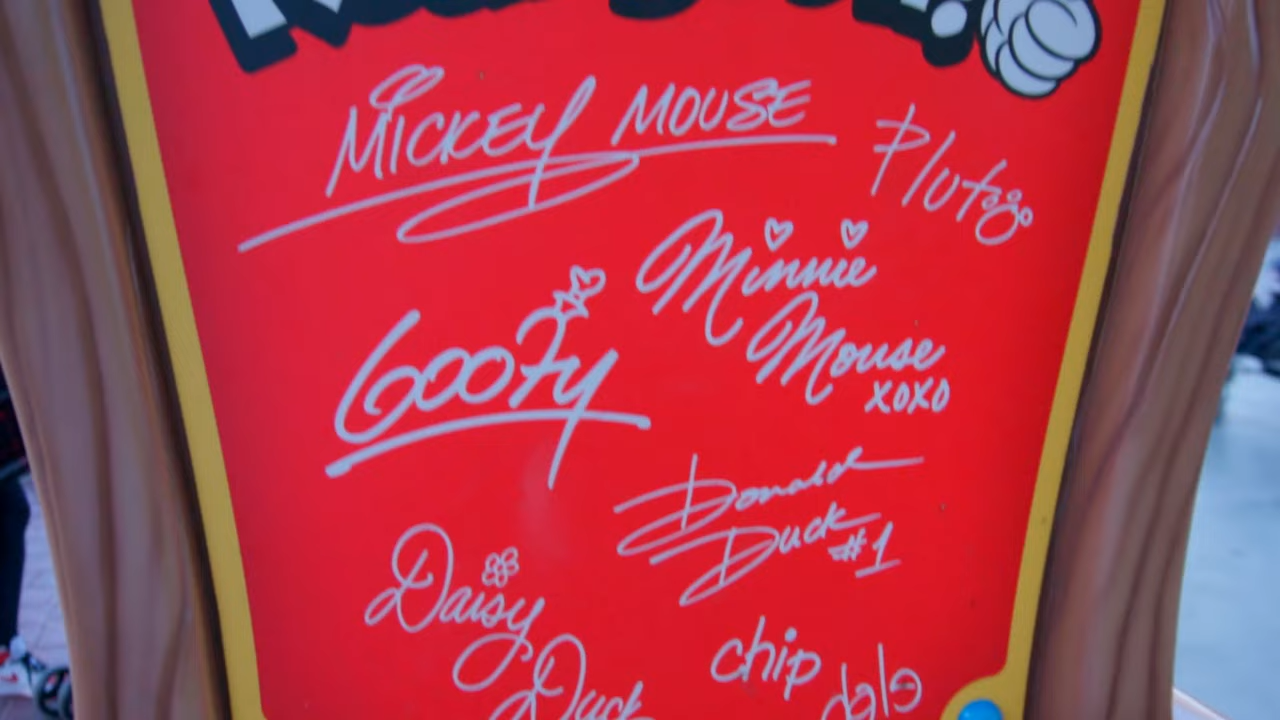 MICKEY MOUSE
Pluto
Minnie
Mouse
xoxo
Goofy
Donald
Duck
#1
Daisy
Duck
chip
dale